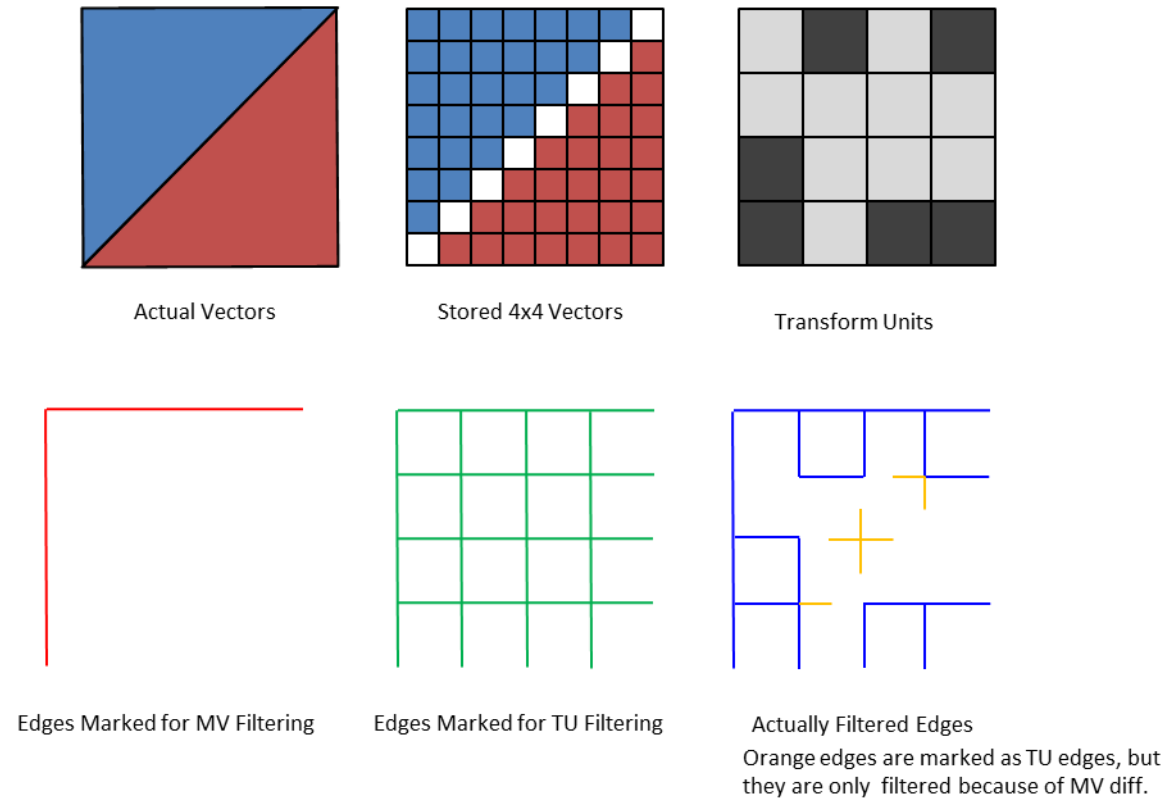 Actual Vectors
Stored 4x4 Vectors
Transform Units
Edges Marked for MV Filtering
Edges Marked for TU Filtering
Actually Filtered Edges
Orange edges are marked as TU edges, but
they are only  filtered because of MV diff.